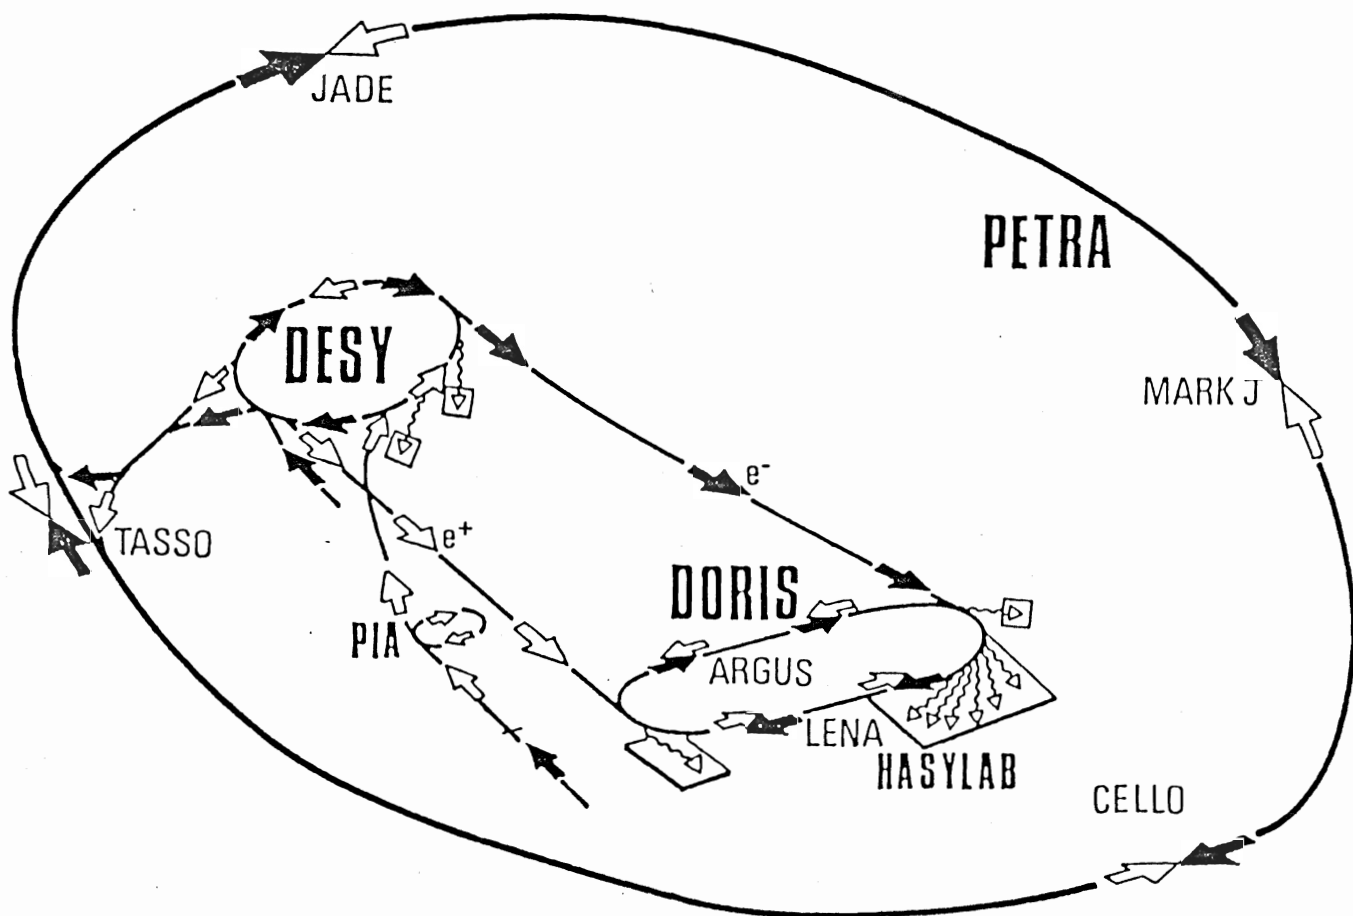 JADE
PETRA
DESY
MARK J
e⁻
e⁺
TASSO
DORIS
PIA
ARGUS
LENA
HASYLAB
CELLO